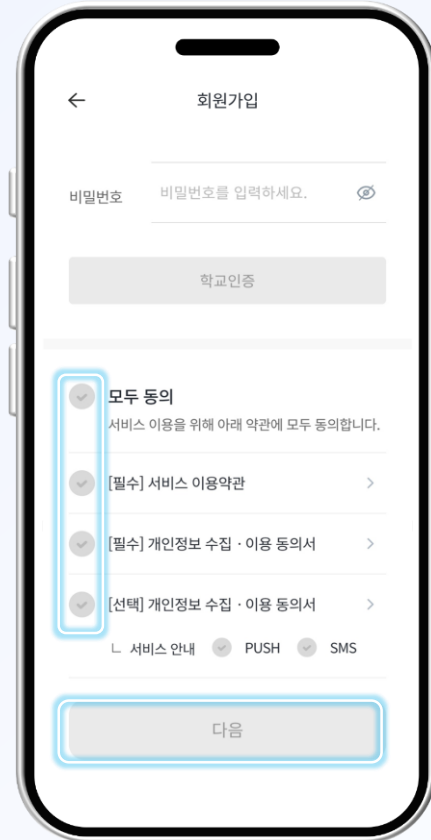 회원가입
비밀번호 비밀번호를 입력하세요.
학교인증
모두 동의
서비스 이용을 위해 아래 약관에 모두 동의합니다.
[필수] 서비스 이용약관
[필수] 개인정보 수집 · 이용 동의서
[선택] 개인정보 수집 · 이용 동의서
ㄴ 서비스 안내 PUSH SMS
다음